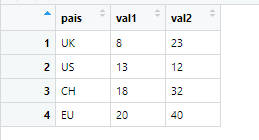 pais val1 val2
1 UK 8 23
2 US 13 12
3 CH 18 32
4 EU 20 40